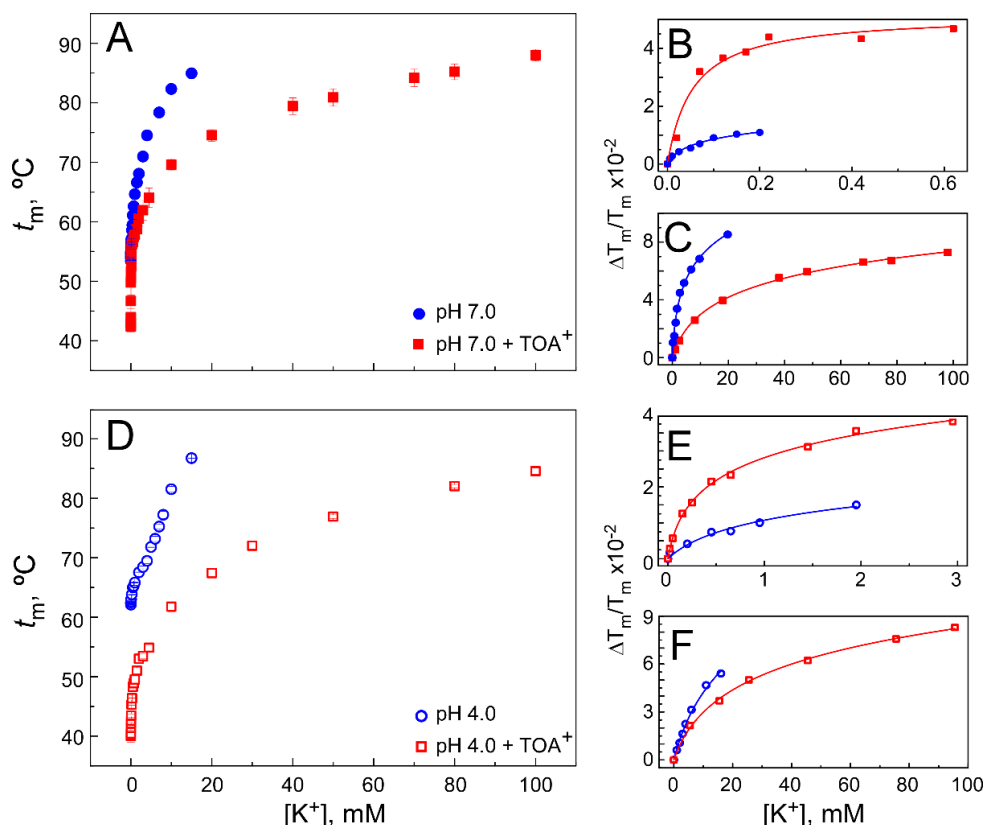 A
90
80
70
60
50
40
t_m, ºC
pH 7.0
pH 7.0 + TOA⁺
B
4
2
0
0.0 0.2 0.4 0.6
C
8
4
0
0 20 40 60 80 100
ΔT_m/T_m x10⁻²
D
90
80
70
60
50
40
t_m, ºC
pH 4.0
pH 4.0 + TOA⁺
0 20 40 60 80 100
[K⁺], mM
E
4
2
0
0 1 2 3
F
9
6
3
0
0 20 40 60 80 100
ΔT_m/T_m x10⁻²
[K⁺], mM